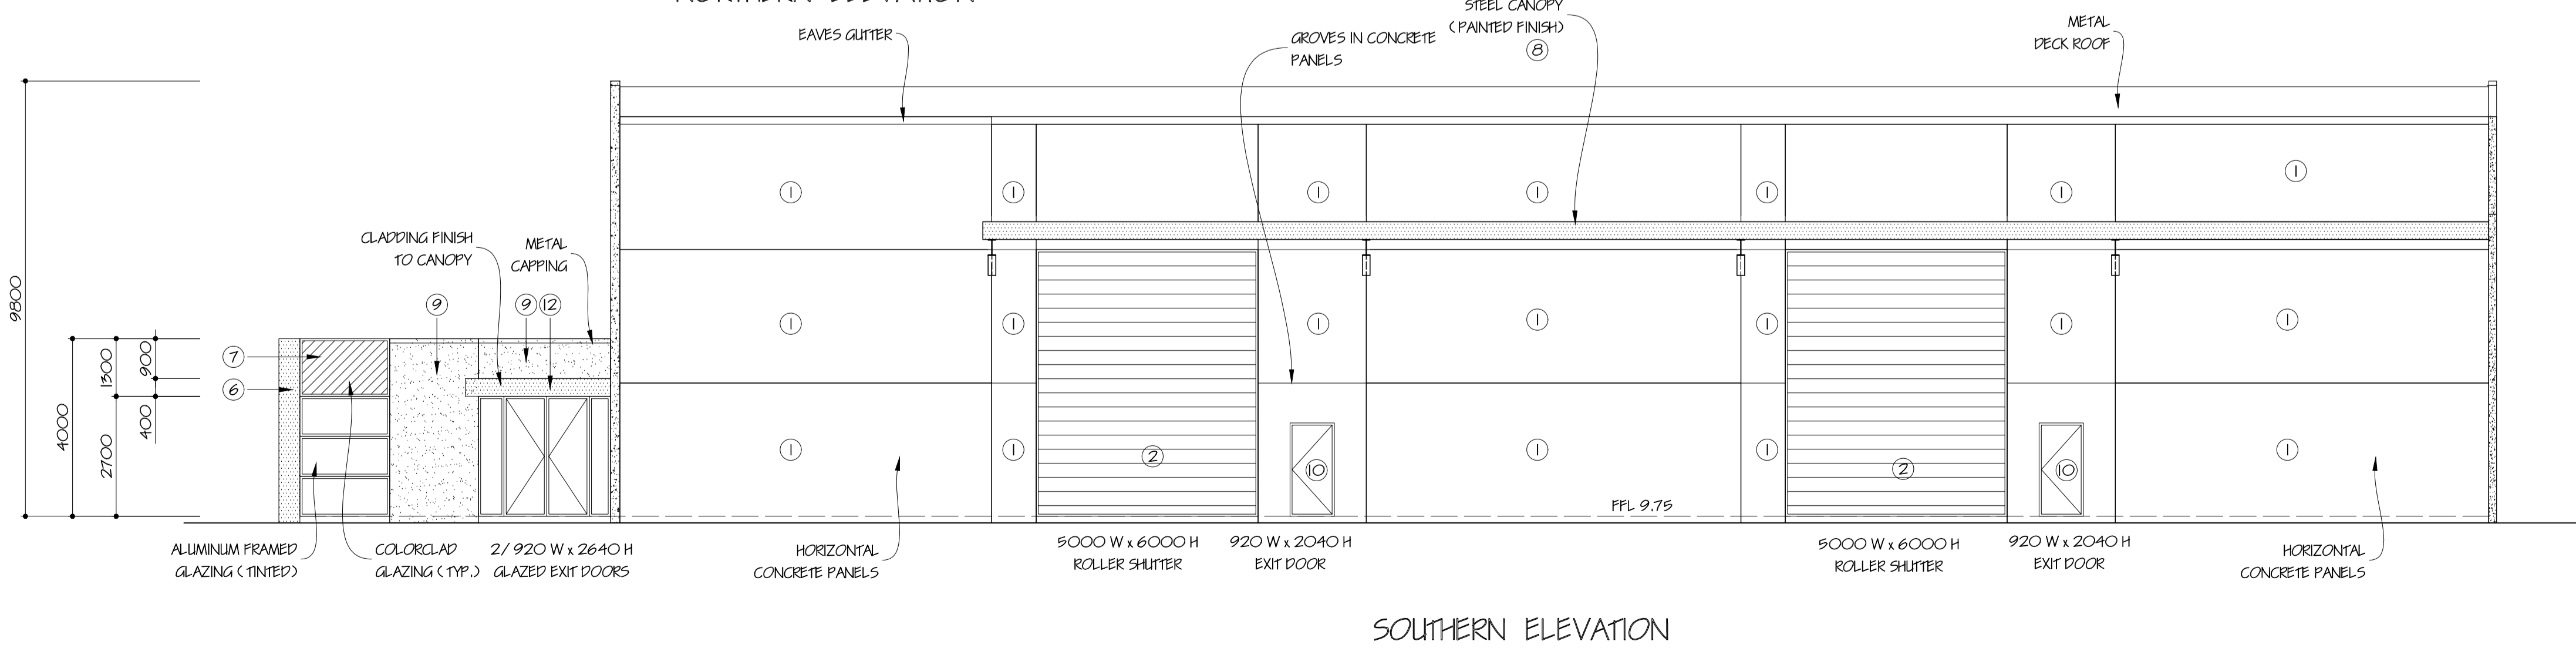 NORTHERN ELEVATION
STEEL CANOPY
(PAINTED FINISH)
8
METAL
DECK ROOF
EAVES GUTTER
GROVES IN CONCRETE
PANELS
1
1
1
1
1
1
1
CLADDING FINISH
TO CANOPY
METAL
CAPPING
9
9
12
9800
1
1
1
1
1
1
1
7
6
4000
1300
2700
900
400
1
1
2
10
1
1
2
10
1
FFL 9.75
ALUMINUM FRAMED
GLAZING (TINTED)
COLORCLAD
GLAZING (TYP.)
2/ 920 W x 2640 H
GLAZED EXIT DOORS
HORIZONTAL
CONCRETE PANELS
5000 W x 6000 H
ROLLER SHUTTER
920 W x 2040 H
EXIT DOOR
5000 W x 6000 H
ROLLER SHUTTER
920 W x 2040 H
EXIT DOOR
HORIZONTAL
CONCRETE PANELS
SOUTHERN ELEVATION